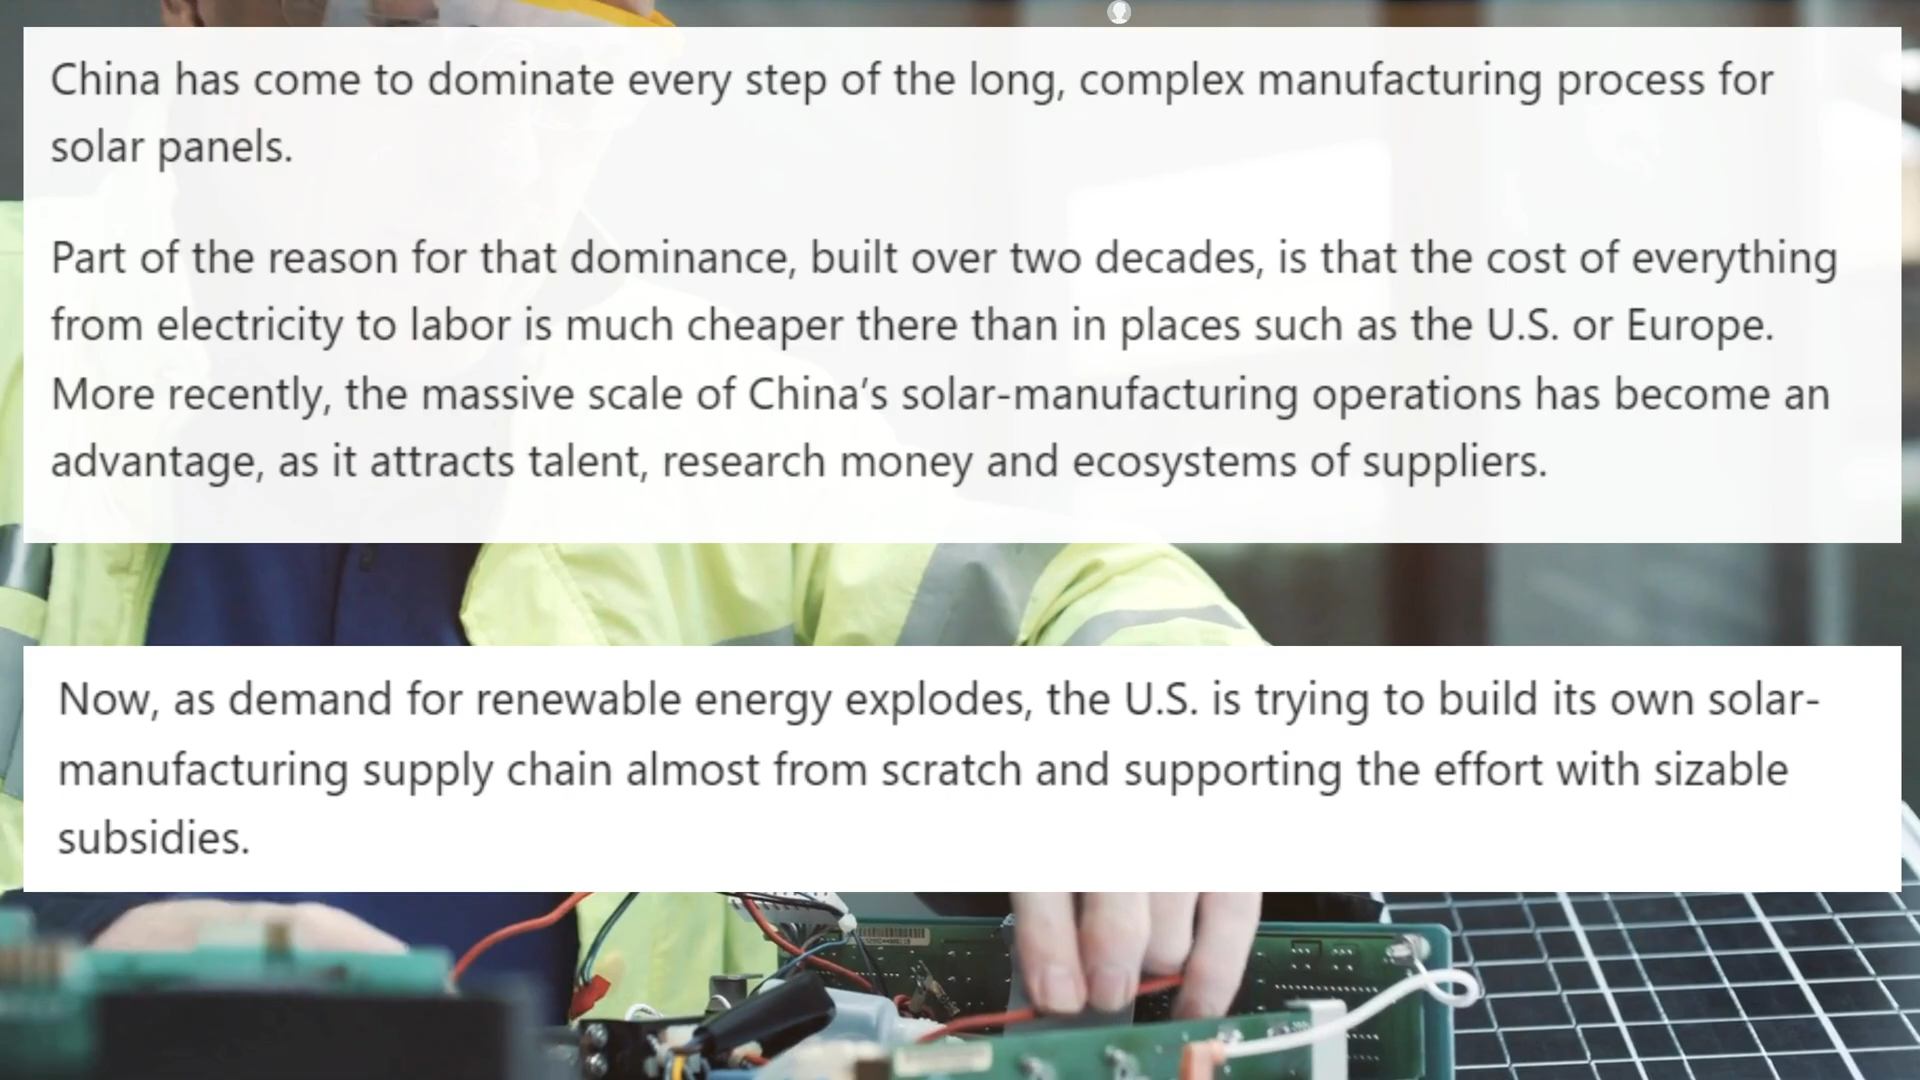 China has come to dominate every step of the long, complex manufacturing process for
solar panels.
Part of the reason for that dominance, built over two decades, is that the cost of everything
from electricity to labor is much cheaper there than in places such as the U.S. or Europe.
More recently, the massive scale of China’s solar-manufacturing operations has become an
advantage, as it attracts talent, research money and ecosystems of suppliers.
Now, as demand for renewable energy explodes, the U.S. is trying to build its own solar-
manufacturing supply chain almost from scratch and supporting the effort with sizable
subsidies.